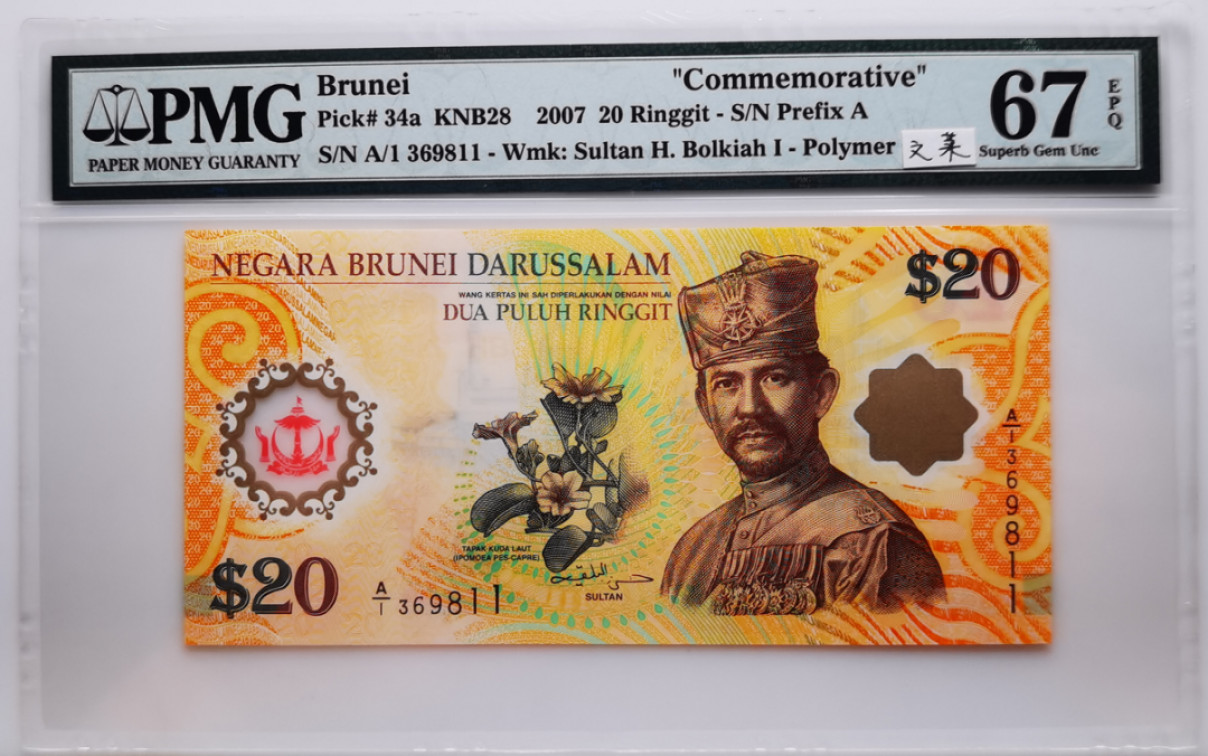 PMG
PAPER MONEY GUARANTY
Brunei "Commemorative"
Pick# 34a KNB28 2007 20 Ringgit - S/N Prefix A
S/N A/1 369811 - Wmk: Sultan H. Bolkiah I - Polymer
文莱
67
EPQ
Superb Gem Unc
NEGARA BRUNEI DARUSSALAM
WANG KERTAS INI SAH DIPERLAKUKAN DENGAN NILAI
DUA PULUH RINGGIT
$20
A/1 369811
TAPAK KUDA LAUT
(IPOMOEA PES-CAPRE)
SULTAN
$20
A/1 369811